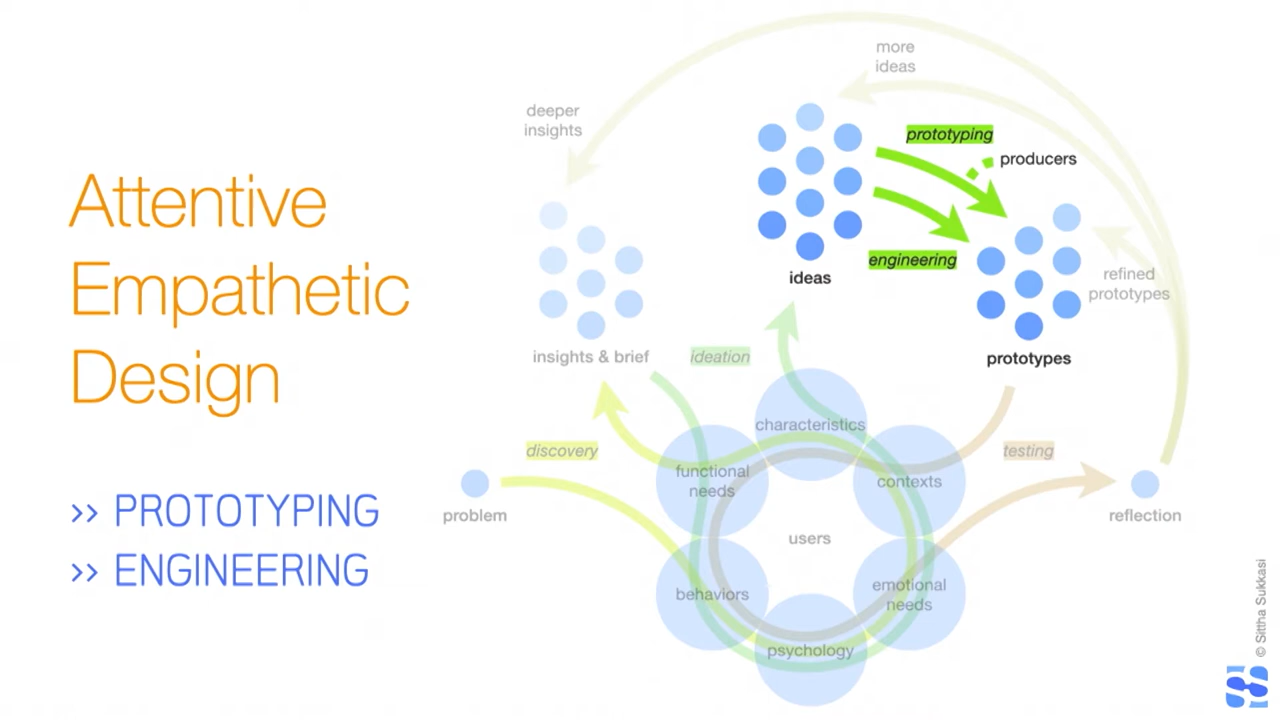 Attentive
Empathetic
Design
>> PROTOTYPING
>> ENGINEERING
more
ideas
deeper
insights
prototyping
producers
engineering
ideas
refined
prototypes
insights & brief
ideation
prototypes
characteristics
discovery
testing
functional
needs
contexts
problem
reflection
users
behaviors
emotional
needs
psychology
© Sittha Sukkasi